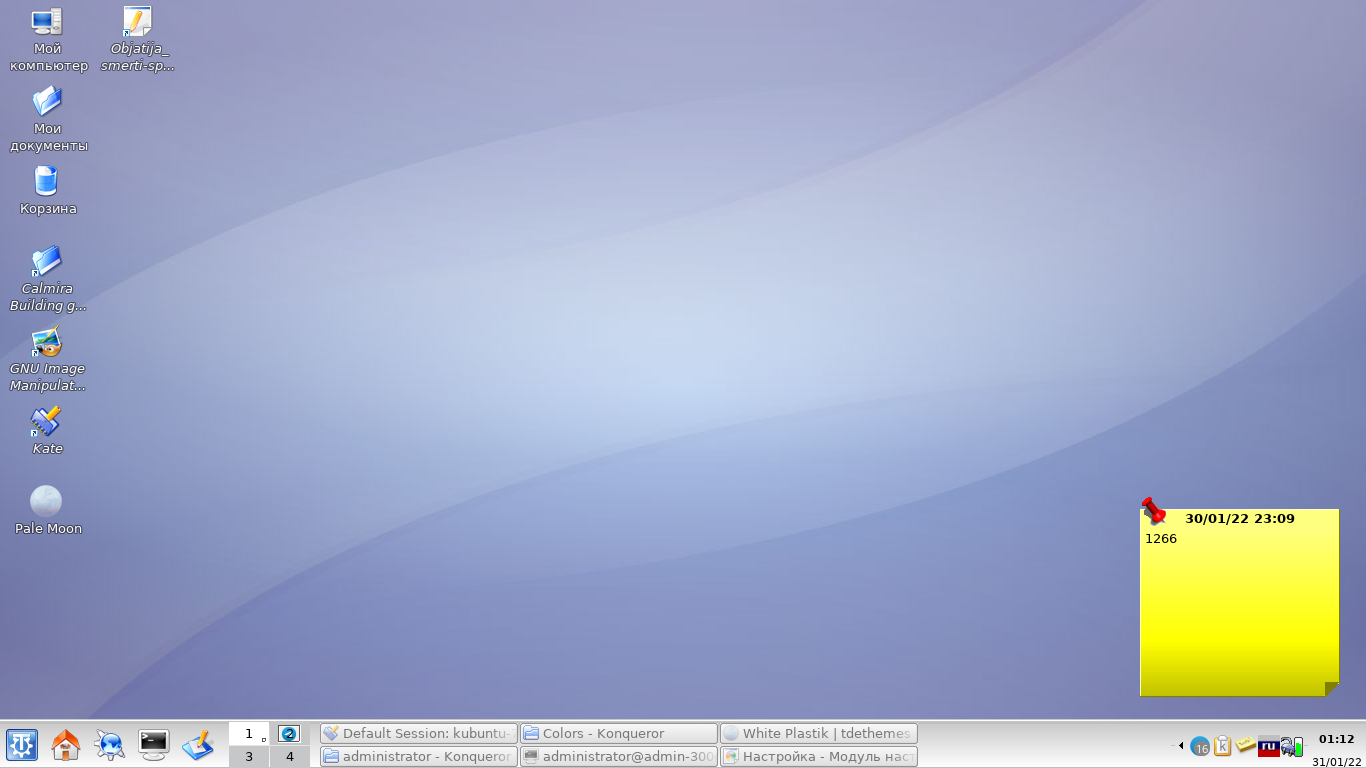 Мой
компьютер
Objatija_
smerti-sp...
Мои
документы
Корзина
Calmira
Building g...
GNU Image
Manipulat...
Kate
Pale Moon
30/01/22 23:09
1266
1
2
3
4
Default Session: kubuntu-
Colors - Konqueror
White Plastik | tdethemes
administrator - Konqueror
administrator@admin-300
Настройка - Модуль наст
16
k
ru
01:12
31/01/22